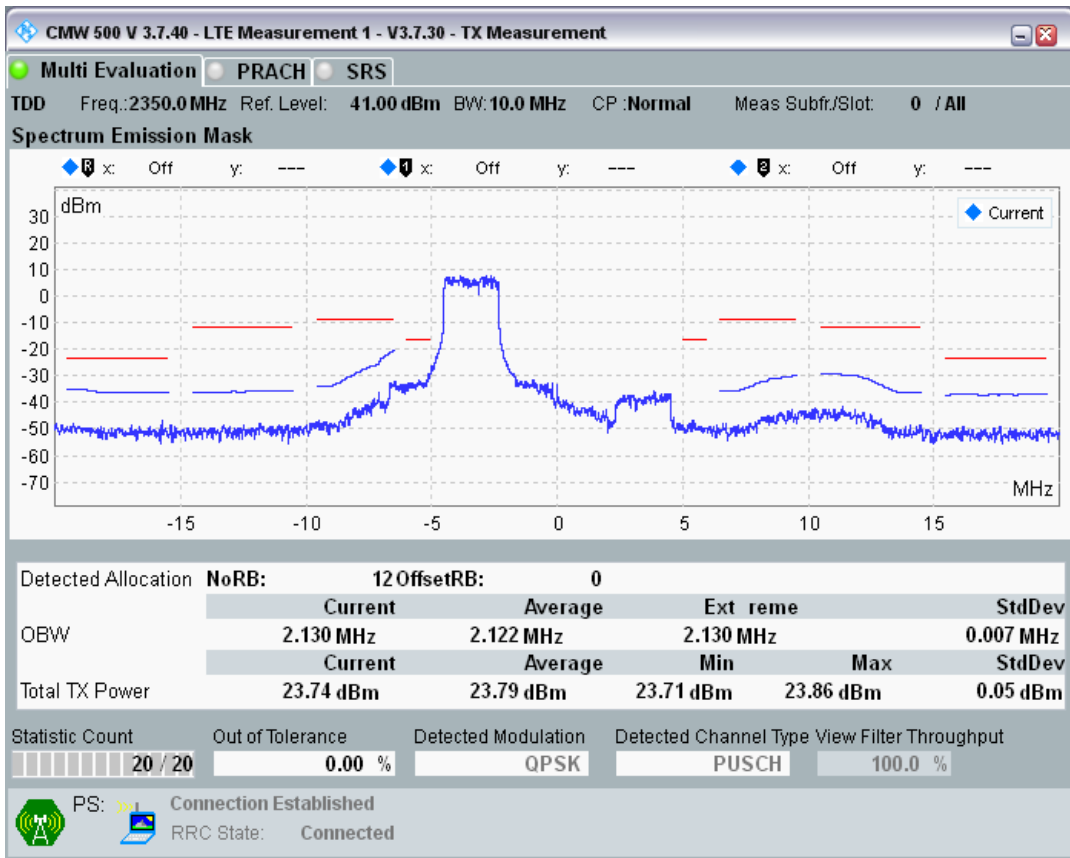 CMW 500 V 3.7.40 - LTE Measurement 1 - V3.7.30 - TX Measurement
Multi Evaluation PRACH SRS
TDD Freq.:2350.0 MHz Ref. Level: 41.00 dBm BW:10.0 MHz CP :Normal Meas Subfr./Slot: 0 / All
Spectrum Emission Mask
R x: Off y: --- 1 x: Off y: --- 2 x: Off y: ---
dBm
Current
30
20
10
0
-10
-20
-30
-40
-50
-60
-70
MHz
-15 -10 -5 0 5 10 15
Detected Allocation NoRB: 12 OffsetRB: 0
Current Average Ext reme StdDev
OBW 2.130 MHz 2.122 MHz 2.130 MHz 0.007 MHz
Current Average Min Max StdDev
Total TX Power 23.74 dBm 23.79 dBm 23.71 dBm 23.86 dBm 0.05 dBm
Statistic Count Out of Tolerance Detected Modulation Detected Channel Type View Filter Throughput
20 / 20 0.00 % QPSK PUSCH 100.0 %
PS: Connection Established
RRC State: Connected